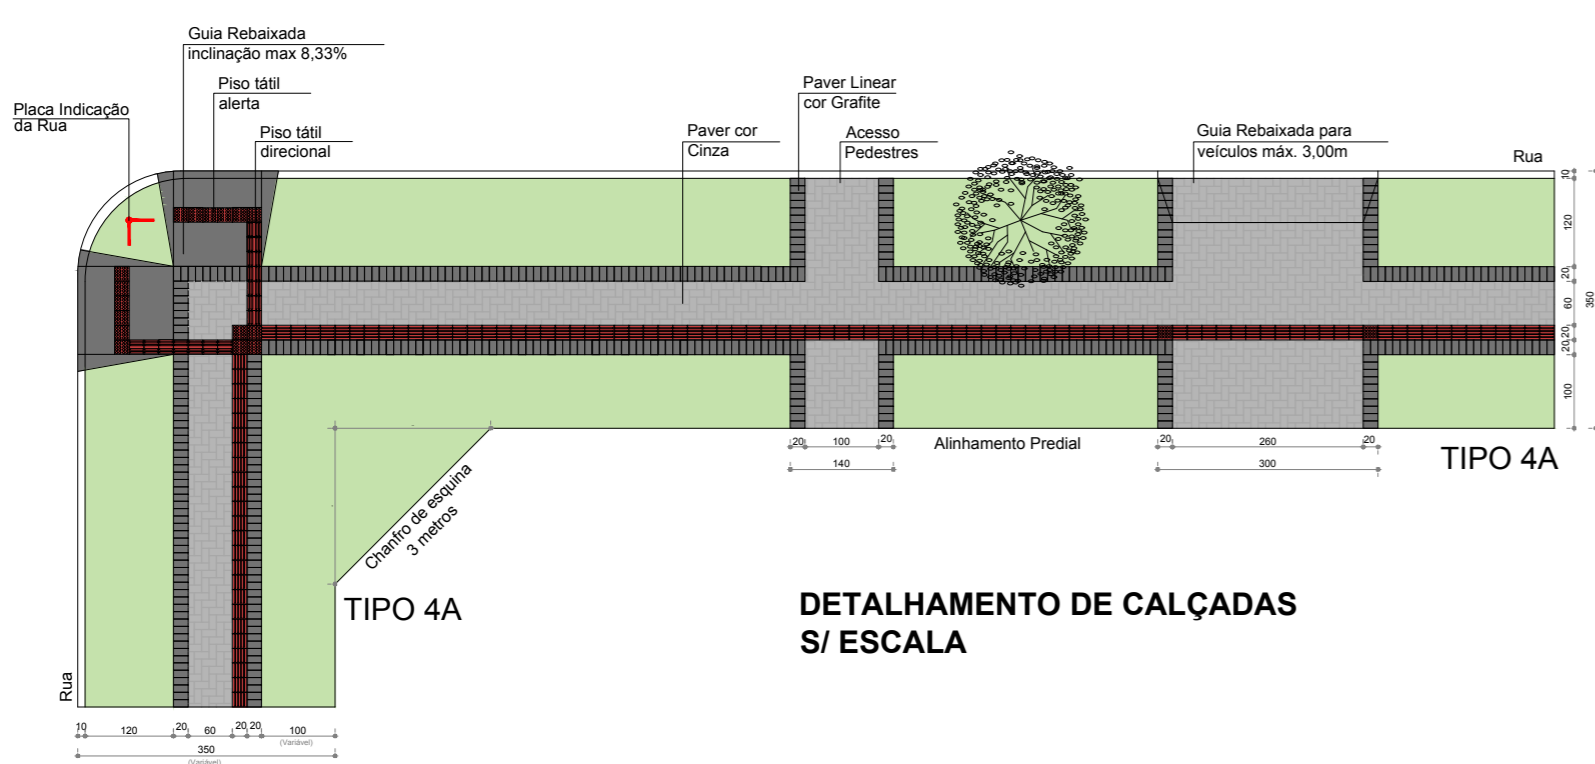 Guia Rebaixada
inclinação max 8,33%
Piso tátil
alerta
Placa Indicação
da Rua
Piso tátil
direcional
Paver cor
Cinza
Paver Linear
cor Grafite
Acesso
Pedestres
Guia Rebaixada para
veículos máx. 3,00m
Rua
10
120
20
60
20
20
100
350
20
100
20
140
Alinhamento Predial
20
260
20
300
TIPO 4A
Chanfro de esquina
3 metros
TIPO 4A
DETALHAMENTO DE CALÇADAS
S/ ESCALA
Rua
10
120
20
60
20
20
100
(Variável)
350
(Variável)